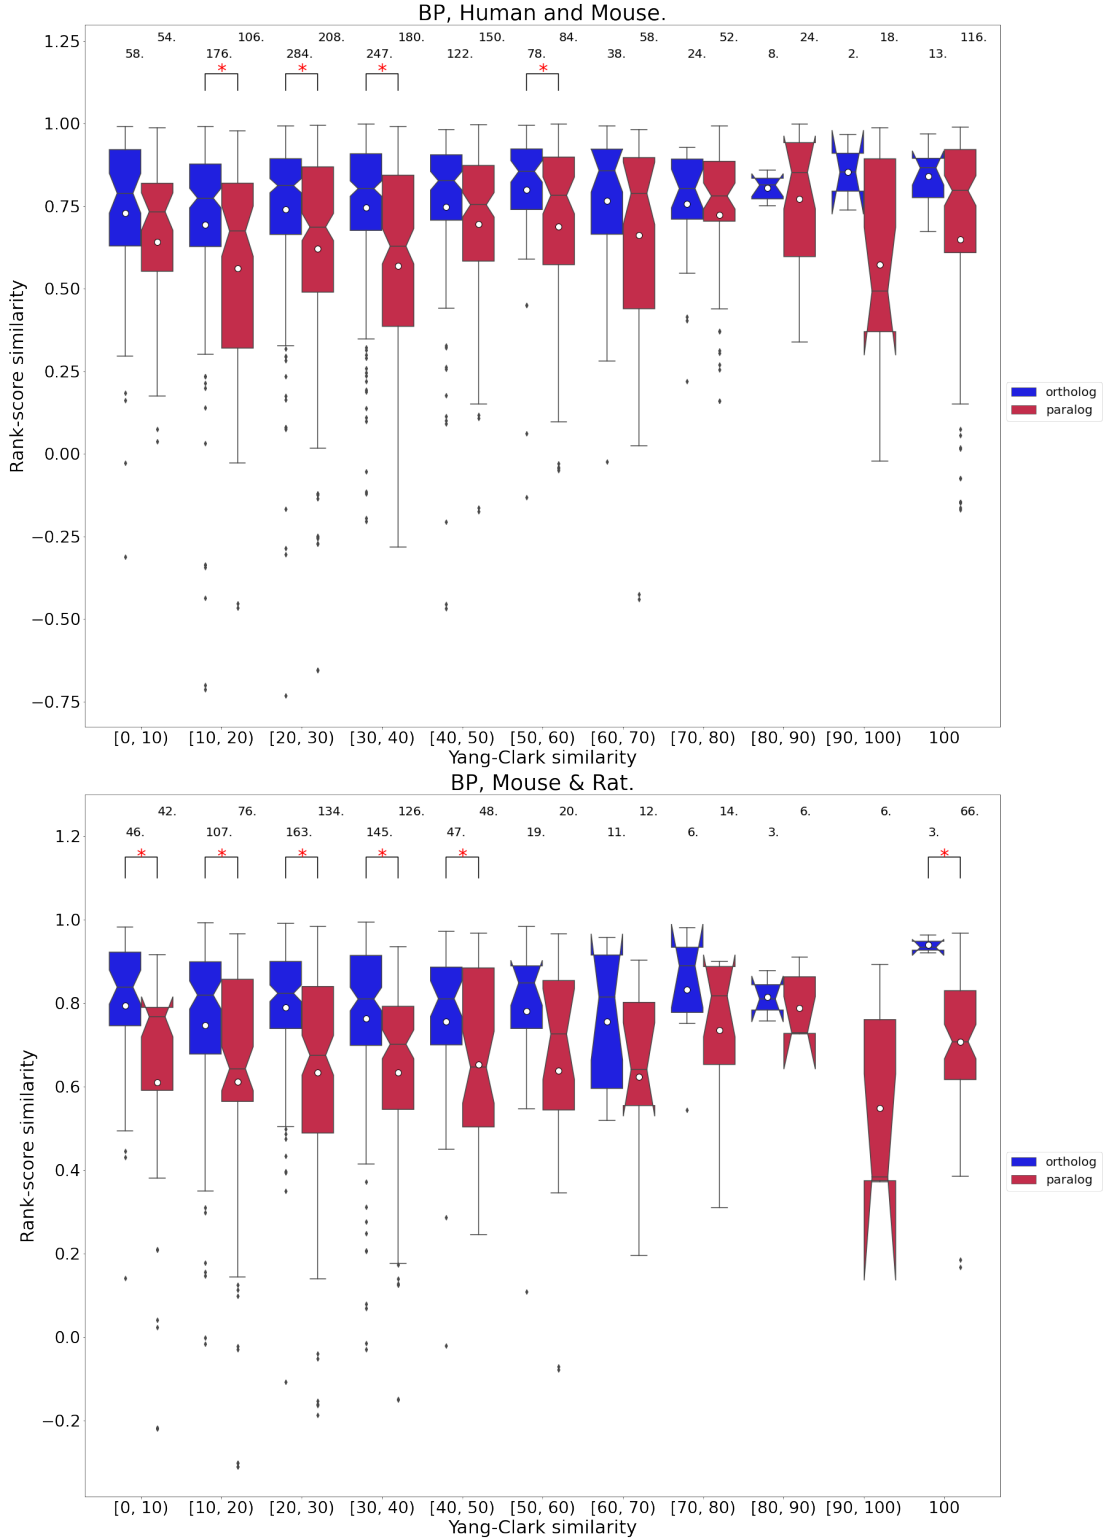 BP, Human and Mouse.
1.25
54. 106. 208. 180. 150. 84. 58. 52. 24. 18. 116.
58. 176. 284. 247. 122. 78. 38. 24. 8. 2. 13.
* * * *
1.00
0.75
0.50
0.25
0.00
−0.25
−0.50
−0.75
Rank-score similarity
ortholog
paralog
[0, 10) [10, 20) [20, 30) [30, 40) [40, 50) [50, 60) [60, 70) [70, 80) [80, 90) [90, 100) 100
Yang-Clark similarity
BP, Mouse & Rat.
42. 76. 134. 126. 48. 20. 12. 14. 6. 6. 66.
1.2
46. 107. 163. 145. 47. 19. 11. 6. 3. 3.
* * * * * *
1.0
0.8
0.6
0.4
0.2
0.0
−0.2
Rank-score similarity
ortholog
paralog
[0, 10) [10, 20) [20, 30) [30, 40) [40, 50) [50, 60) [60, 70) [70, 80) [80, 90) [90, 100) 100
Yang-Clark similarity